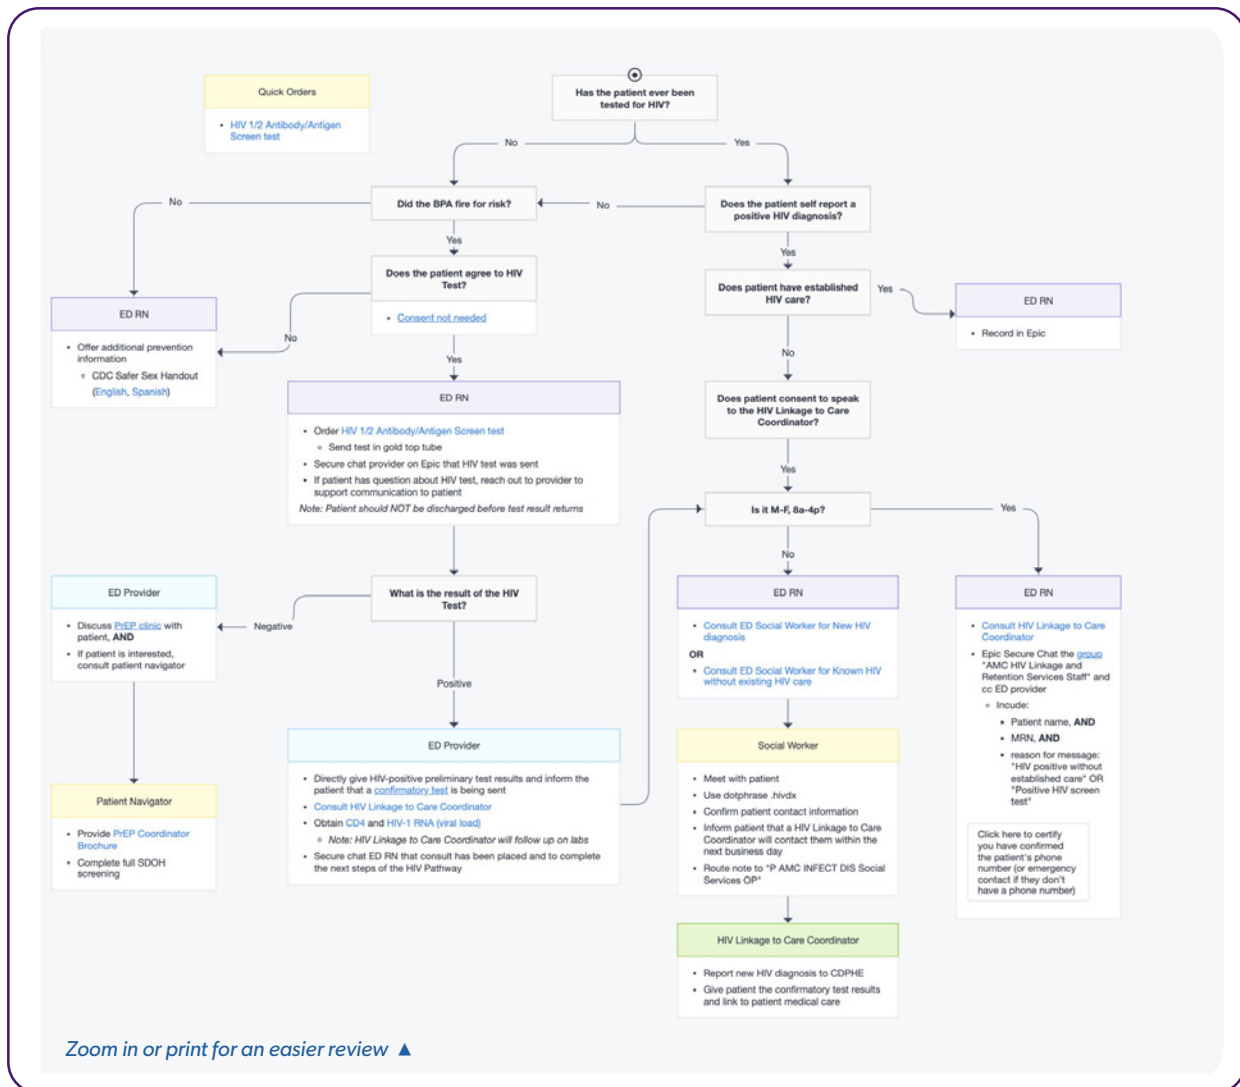 Quick Orders
• HIV 1/2 Antibody/Antigen
Screen test
Has the patient ever been
tested for HIV?
No
Yes
Did the BPA fire for risk?
No
No
Does the patient self report a
positive HIV diagnosis?
Yes
Yes
Does the patient agree to HIV
Test?
• Consent not needed
No
Yes
Does patient have established
HIV care?
Yes
No
ED RN
• Record in Epic
ED RN
• Offer additional prevention
information
◦ CDC Safer Sex Handout
(English, Spanish)
ED RN
• Order HIV 1/2 Antibody/Antigen Screen test
◦ Send test in gold top tube
• Secure chat provider on Epic that HIV test was sent
• If patient has question about HIV test, reach out to provider to
support communication to patient
Note: Patient should NOT be discharged before test result returns
Does patient consent to speak
to the HIV Linkage to Care
Coordinator?
Yes
Is it M-F, 8a-4p?
Yes
No
What is the result of the HIV
Test?
Negative
Positive
ED Provider
• Discuss PrEP clinic with
patient, AND
• If patient is interested,
consult patient navigator
Patient Navigator
• Provide PrEP Coordinator
Brochure
• Complete full SDOH
screening
ED Provider
• Directly give HIV-positive preliminary test results and inform the
patient that a confirmatory test is being sent
• Consult HIV Linkage to Care Coordinator
• Obtain CD4 and HIV-1 RNA (viral load)
◦ Note: HIV Linkage to Care Coordinator will follow up on labs
• Secure chat ED RN that consult has been placed and to complete
the next steps of the HIV Pathway
ED RN
• Consult ED Social Worker for New HIV
diagnosis
OR
• Consult ED Social Worker for Known HIV
without existing HIV care
Social Worker
• Meet with patient
• Use dotphrase .hivdx
• Confirm patient contact information
• Inform patient that a HIV Linkage to Care
Coordinator will contact them within the
next business day
• Route note to "P AMC INFECT DIS Social
Services OP"
HIV Linkage to Care Coordinator
• Report new HIV diagnosis to CDPHE
• Give patient the confirmatory test results
and link to patient medical care
ED RN
• Consult HIV Linkage to Care
Coordinator
• Epic Secure Chat the group
"AMC HIV Linkage and
Retention Services Staff" and
cc ED provider
◦ Incude:
▪ Patient name, AND
▪ MRN, AND
▪ reason for message:
"HIV positive without
established care" OR
"Positive HIV screen
test"
Click here to certify
you have confirmed
the patient's phone
number (or emergency
contact if they don't
have a phone number)
Zoom in or print for an easier review ▲